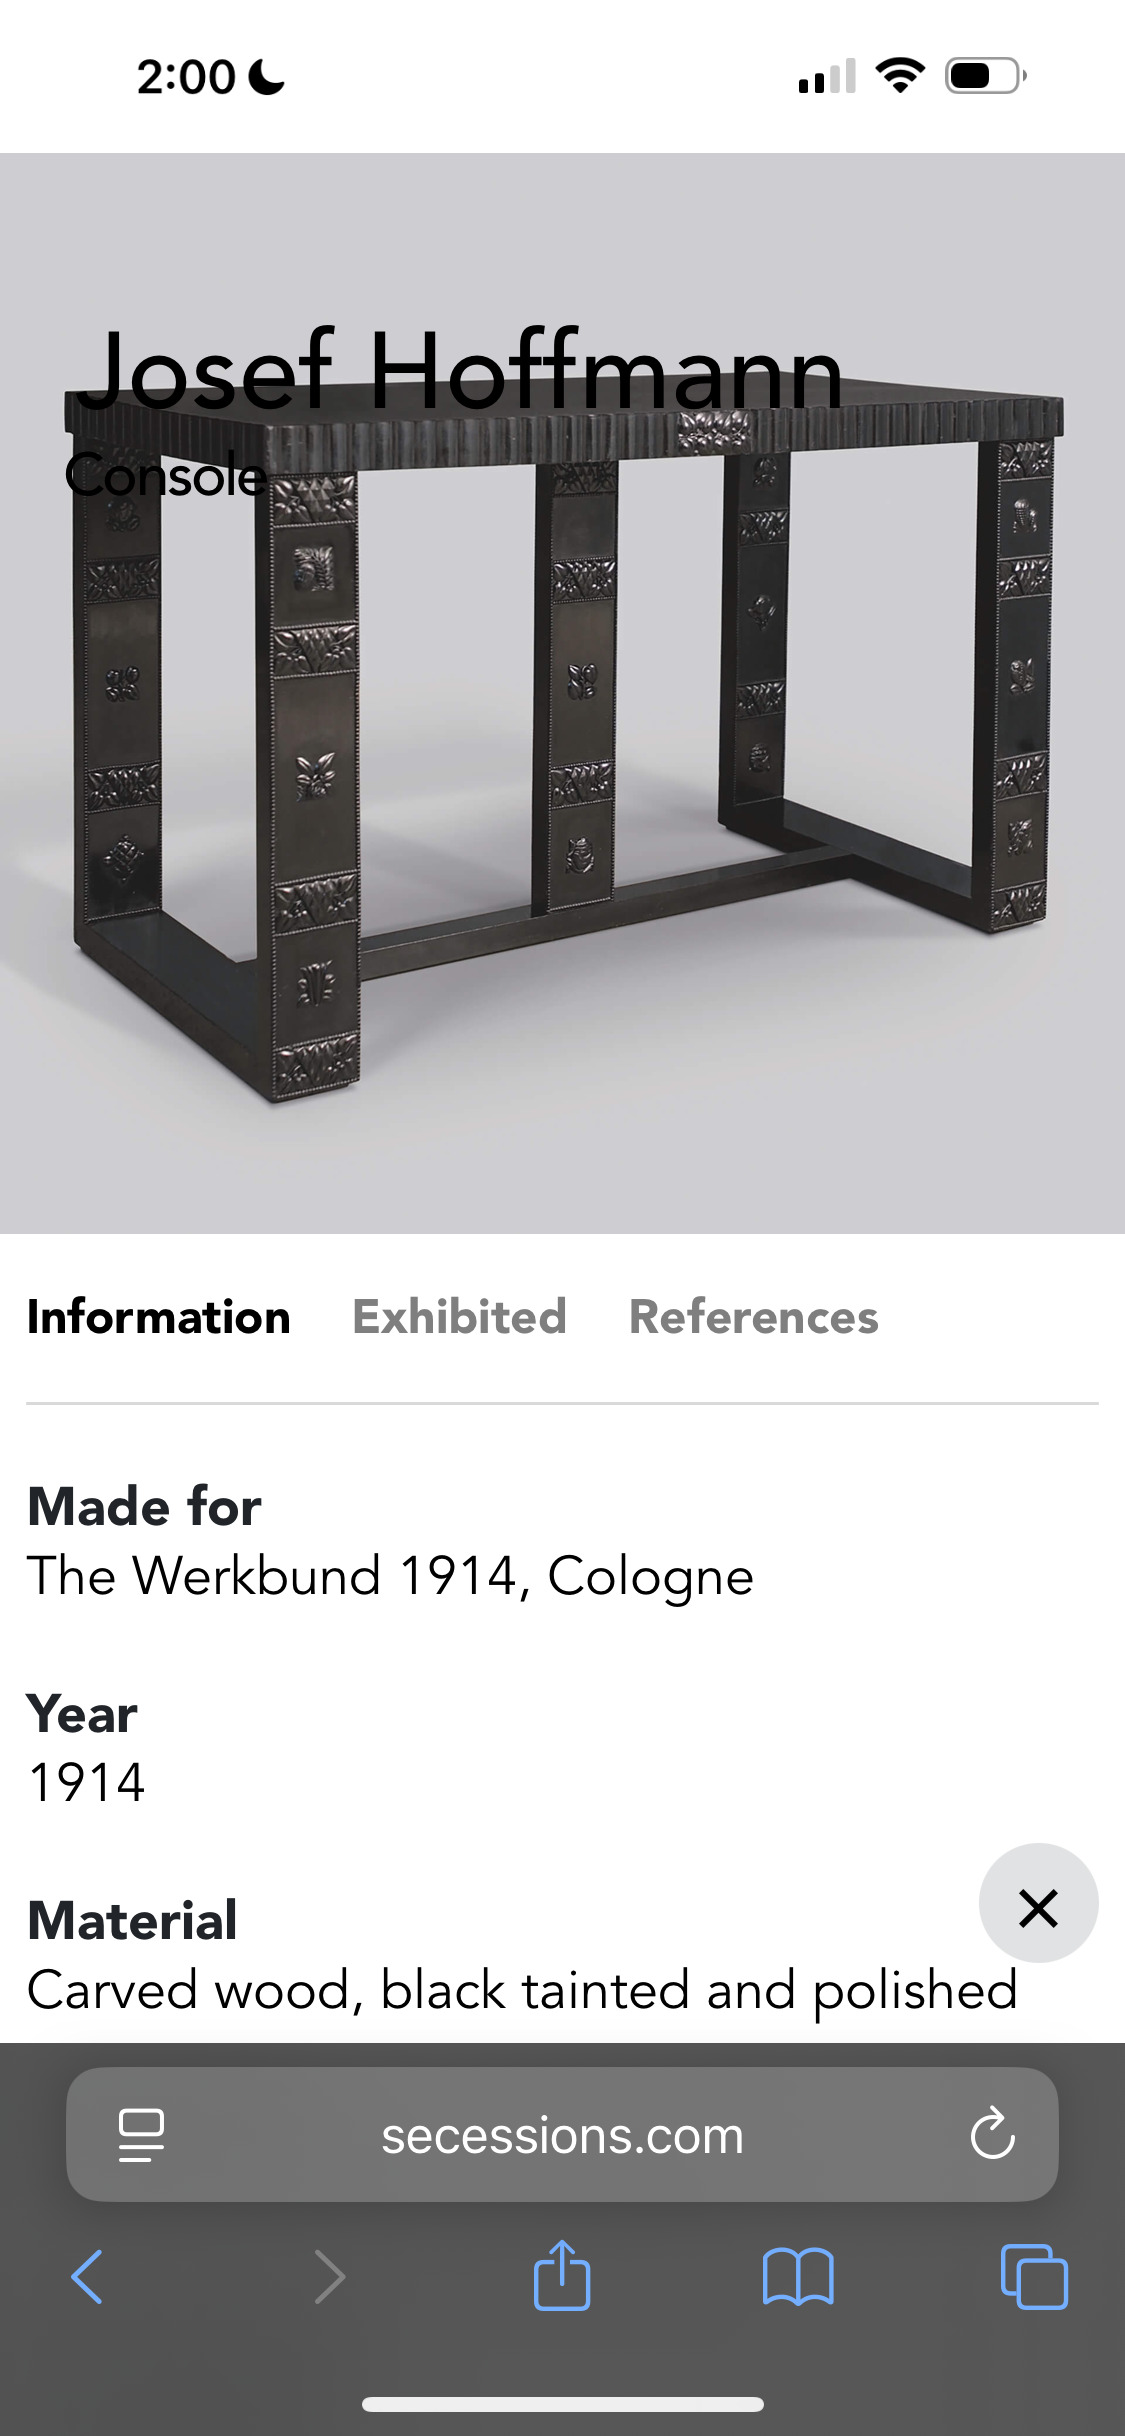 2:00
Josef Hoffmann
Console
Information Exhibited References
Made for
The Werkbund 1914, Cologne
Year
1914
Material
Carved wood, black tainted and polished
secessions.com